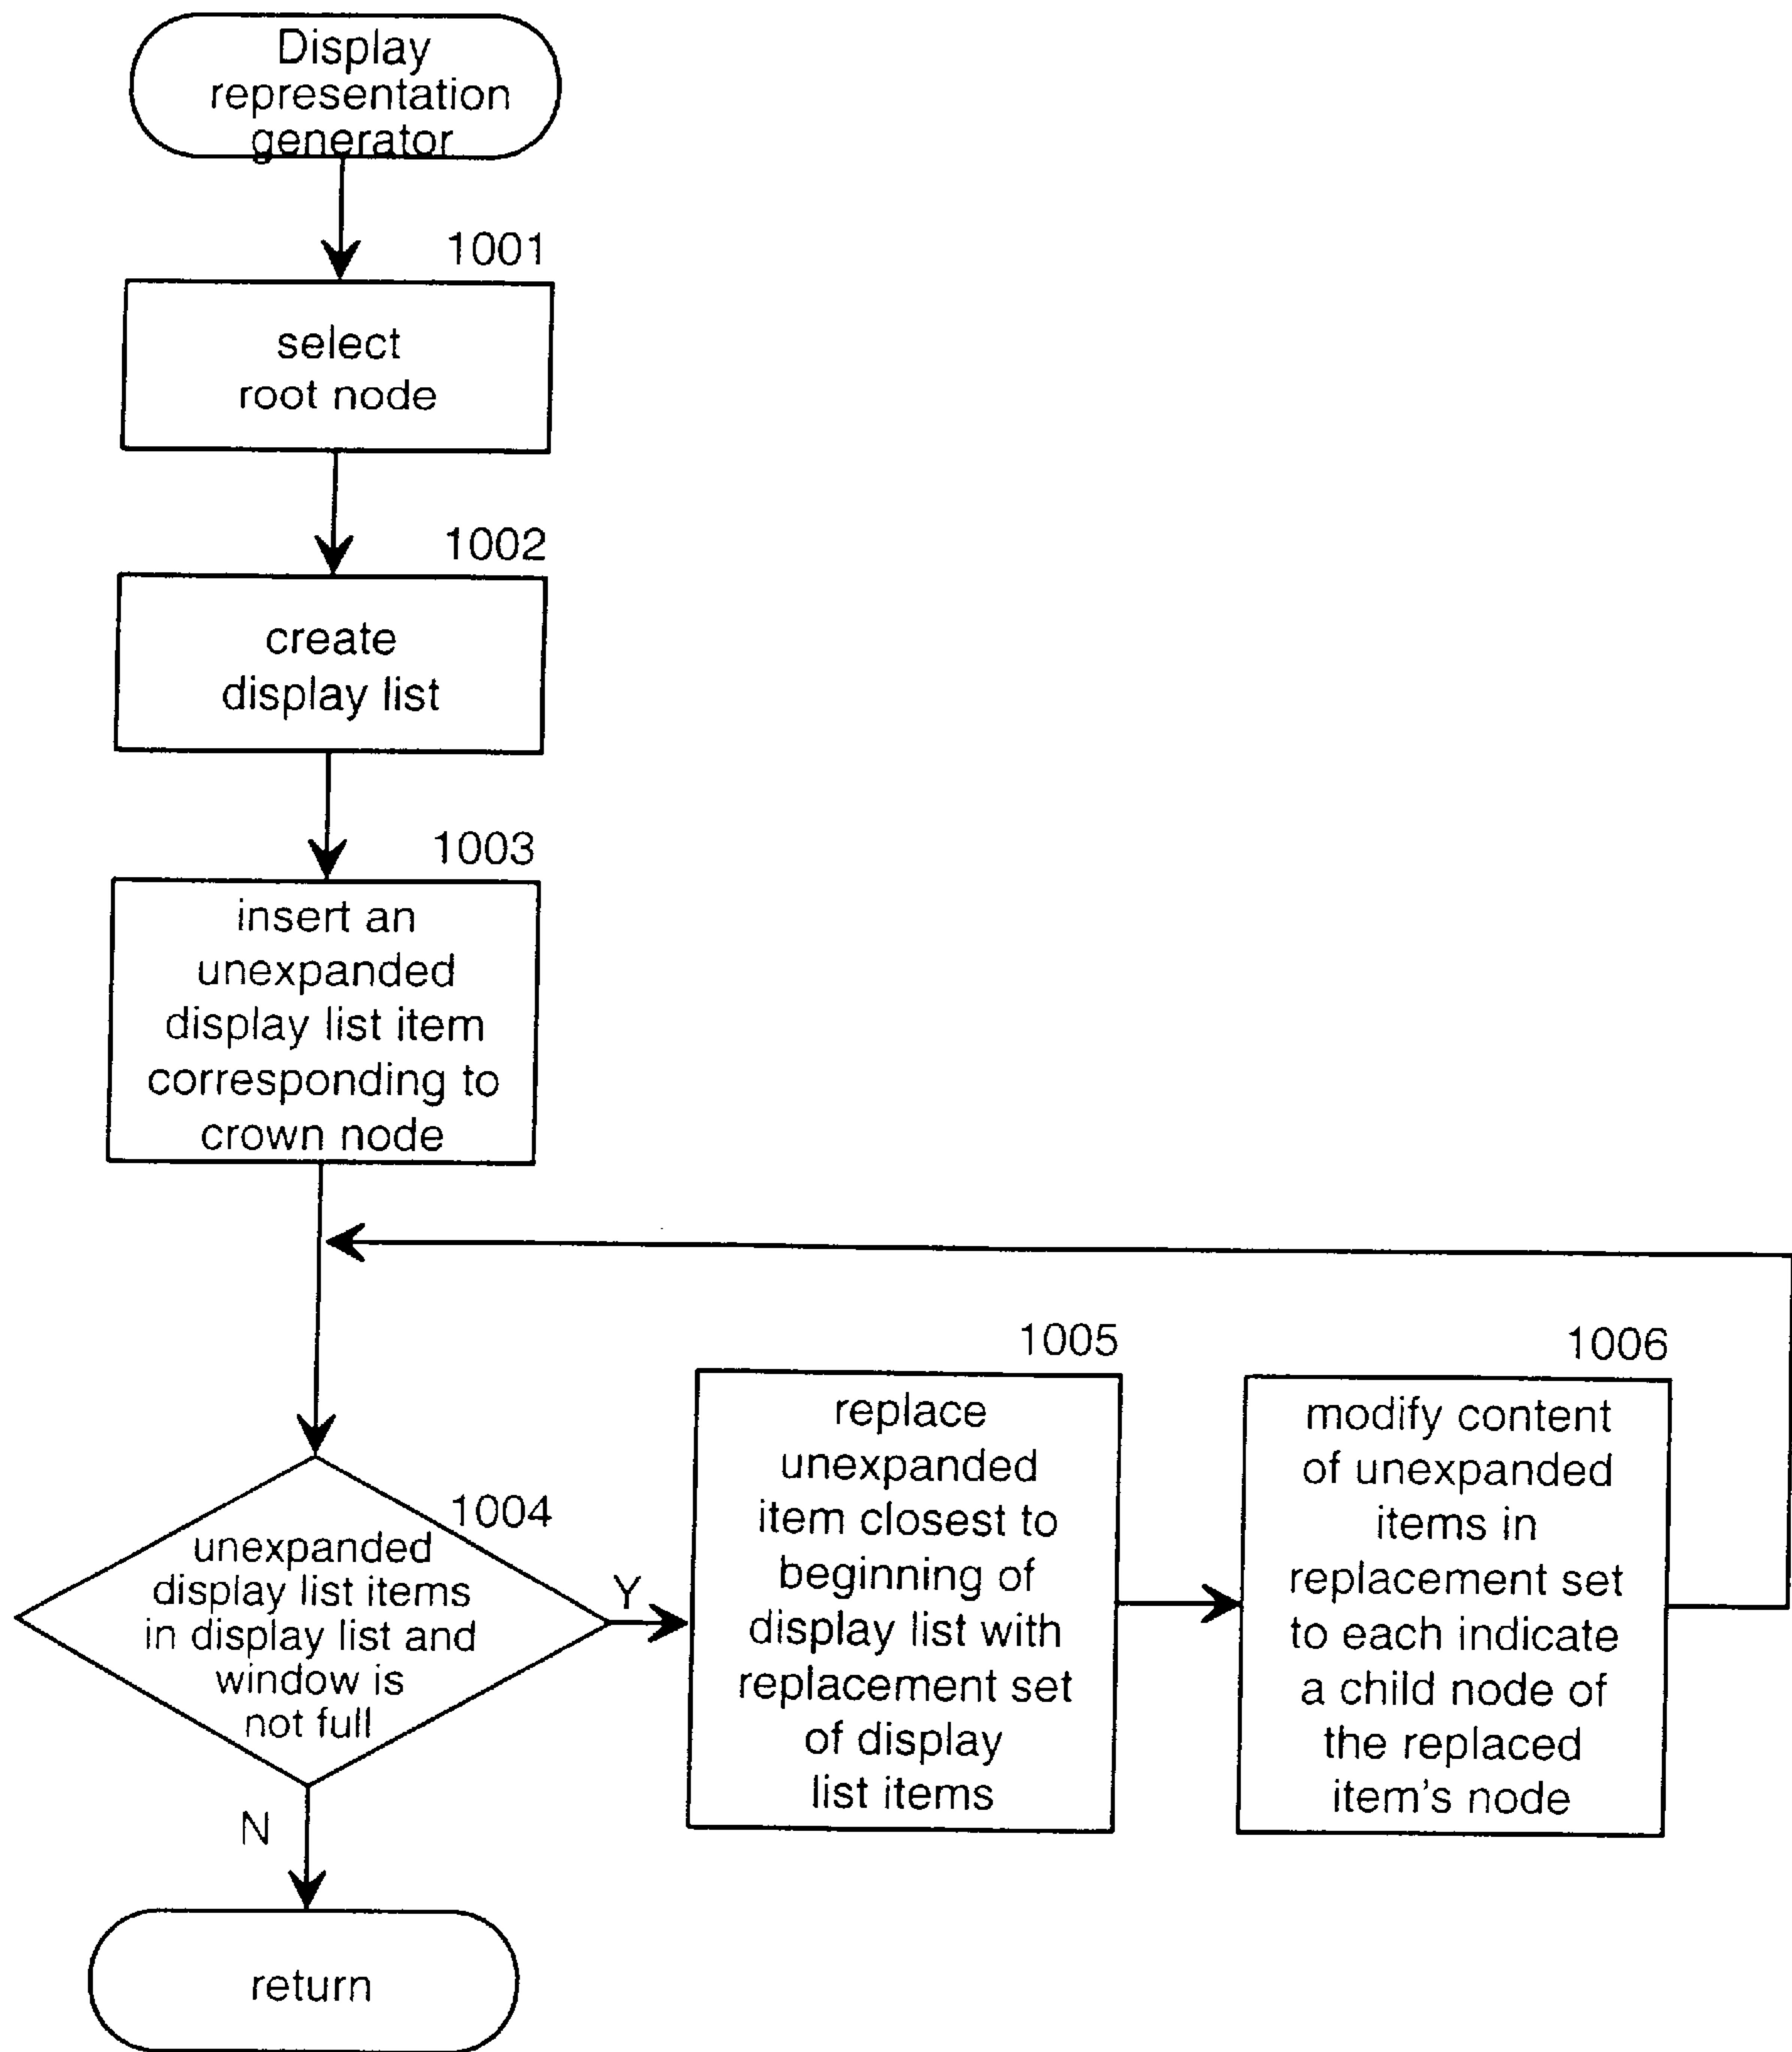 Display
representation
generator
1001
select
root node
1002
create
display list
1003
insert an
unexpanded
display list item
corresponding to
crown node
1004
unexpanded
display list items
in display list and
window is
not full
Y
N
1005
replace
unexpanded
item closest to
beginning of
display list with
replacement set
of display
list items
1006
modify content
of unexpanded
items in
replacement set
to each indicate
a child node of
the replaced
item's node
return